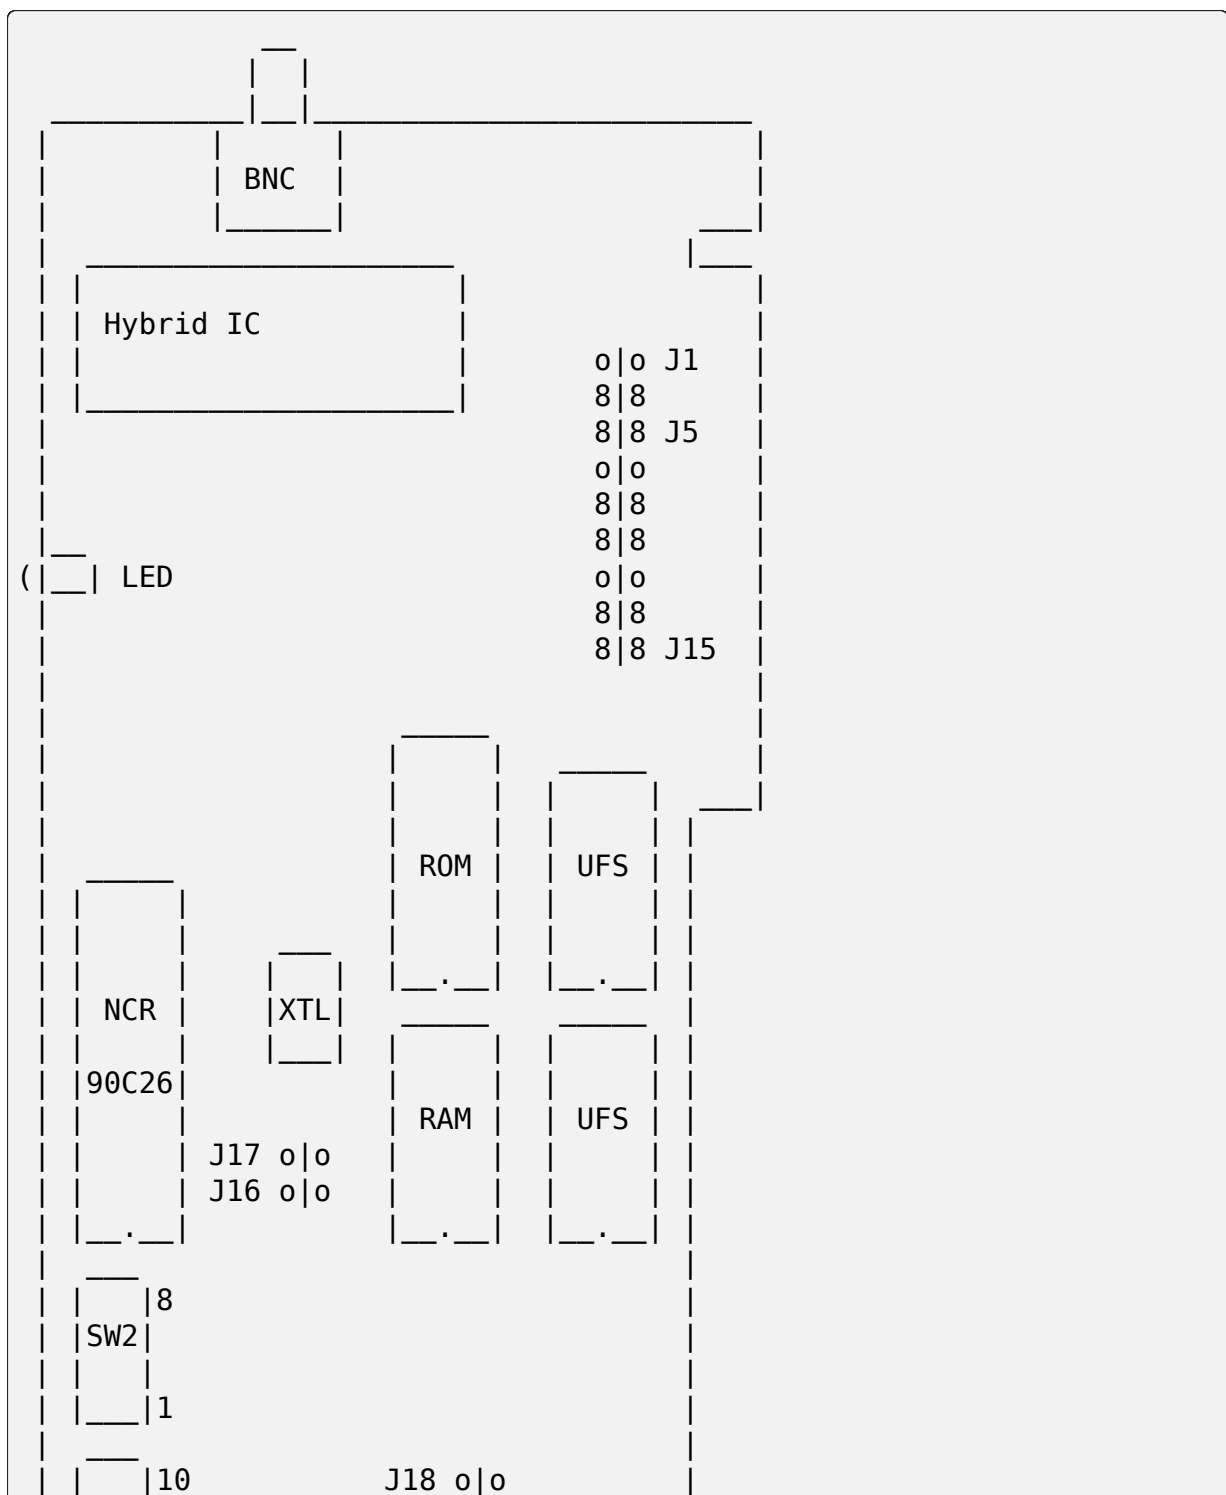 BNC
Hybrid IC
o|o J1
8|8
8|8 J5
o|o
8|8
8|8
( LED o|o
8|8
8|8 J15
ROM UFS
NCR XTL
90C26
RAM UFS
J17 o|o
J16 o|o
8
SW2
1
10 J18 o|o